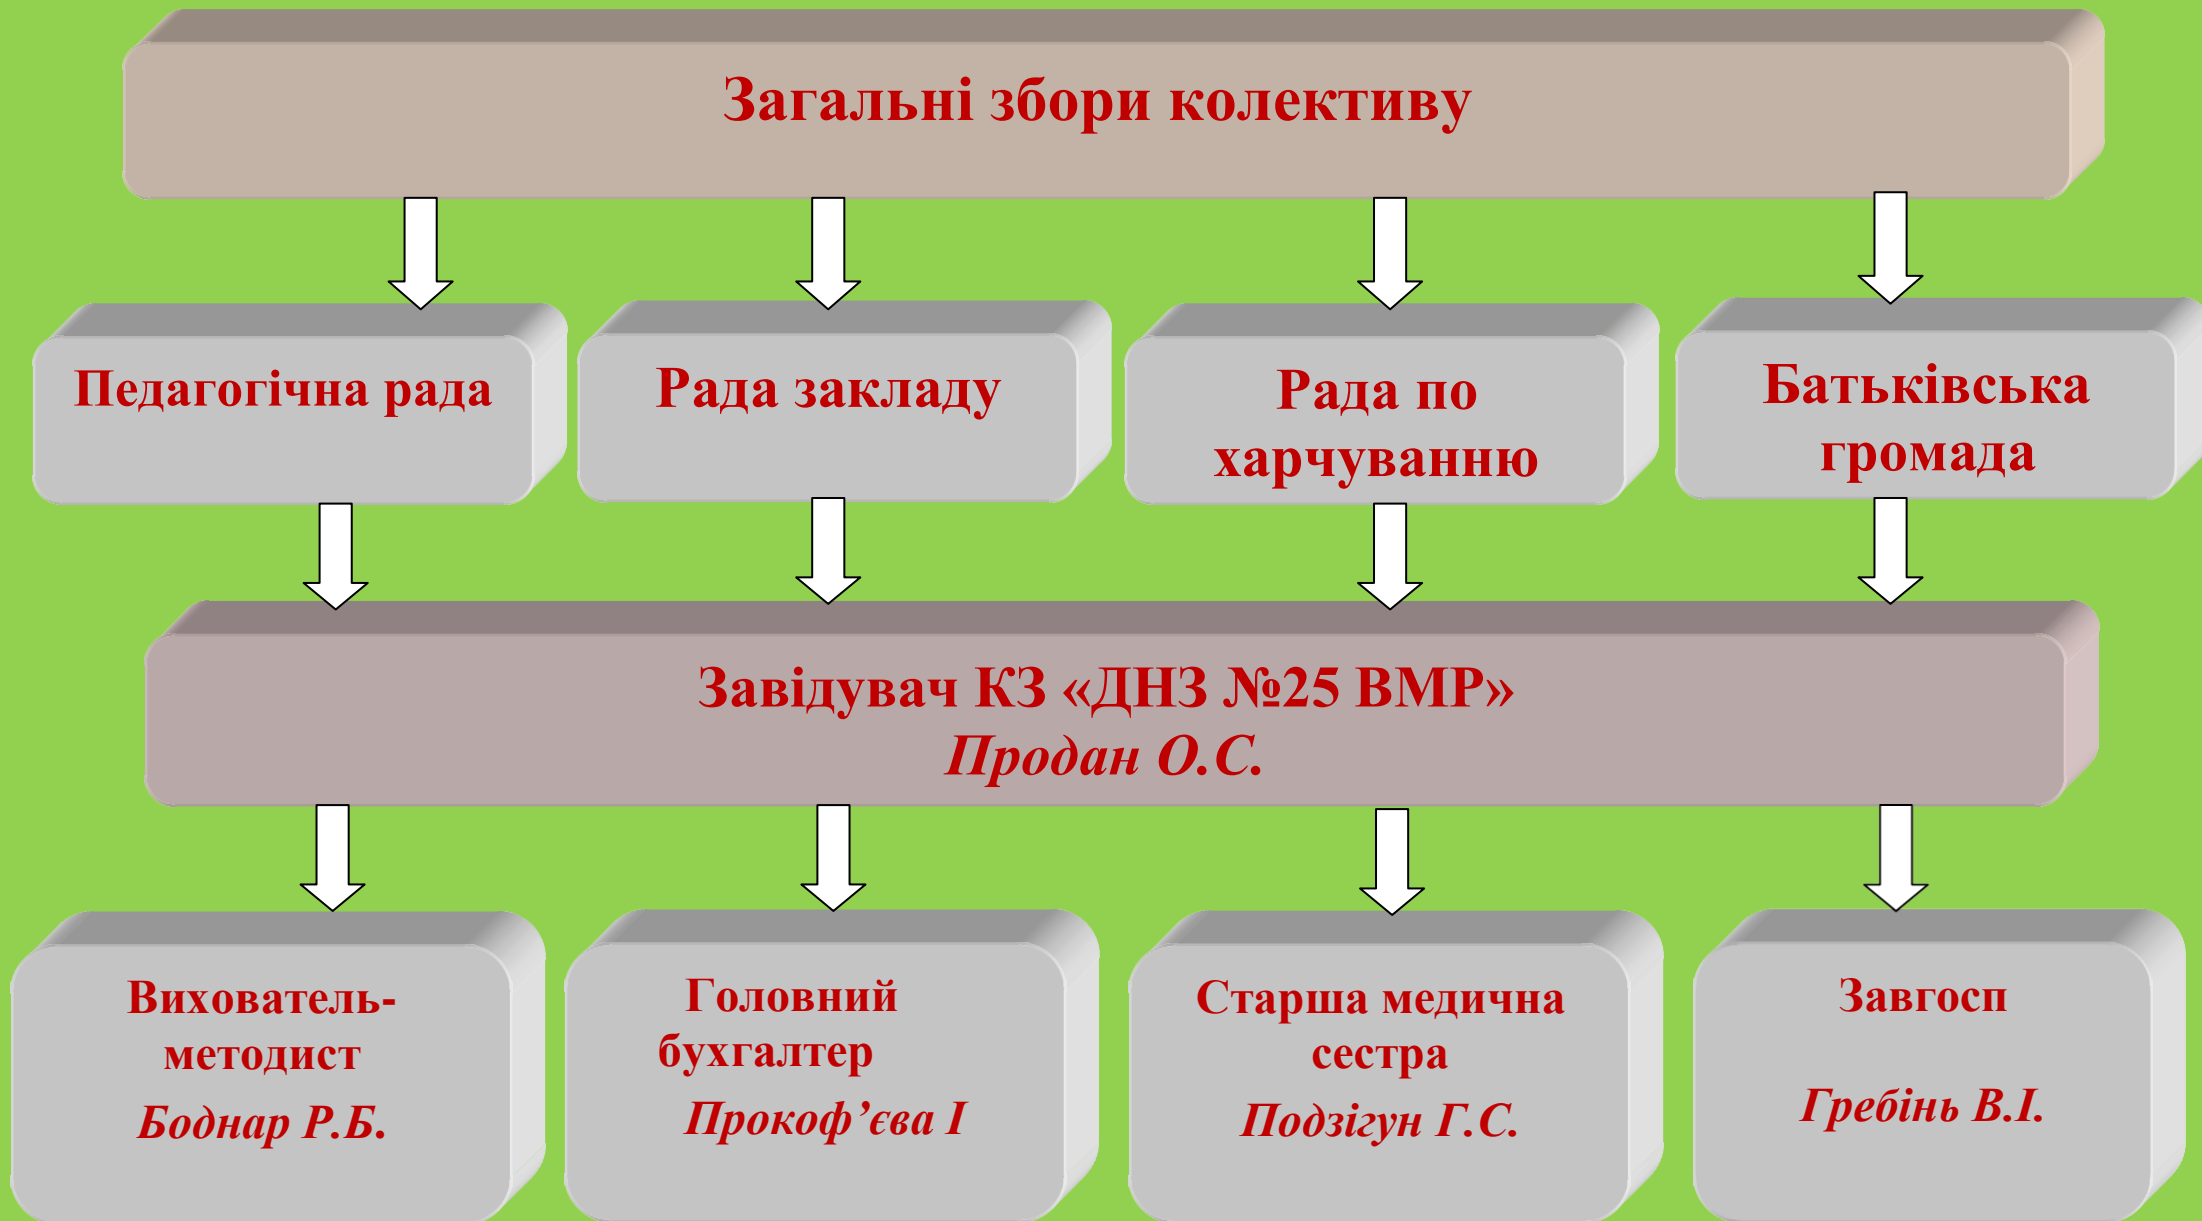 Загальні збори колективу
Педагогічна рада
Рада закладу
Рада по
харчуванню
Батьківська
громада
Завідувач КЗ «ДНЗ №25 ВМР»
Продан О.С.
Вихователь-
методист
Боднар Р.Б.
Головний
бухгалтер
Прокоф’єва І
Старша медична
сестра
Подзігун Г.С.
Завгосп
Гребінь В.І.